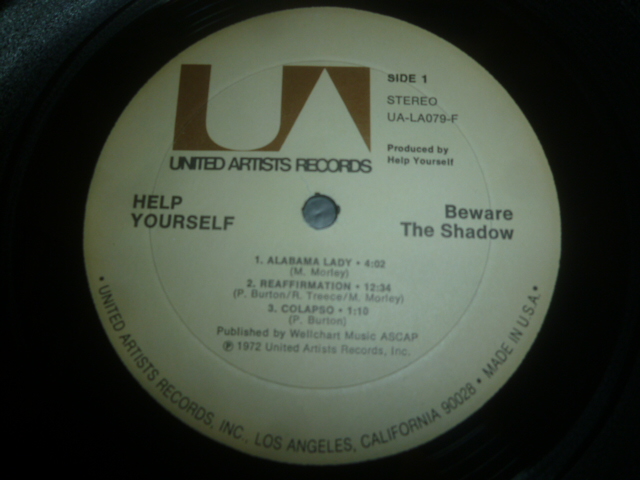 UA
UNITED ARTISTS RECORDS
SIDE 1
STEREO
UA-LA079-F
Produced by
Help Yourself
HELP
YOURSELF
Beware
The Shadow
1. ALABAMA LADY • 4:02
(M. Morley)
2. REAFFIRMATION • 12:34
(P. Burton/R. Treece/M. Morley)
3. COLAPSO • 1:10
(P. Burton)
Published by Wellchart Music ASCAP
℗ 1972 United Artists Records, Inc.
• UNITED ARTISTS RECORDS, INC., LOS ANGELES, CALIFORNIA 90028 • MADE IN U.S.A. •